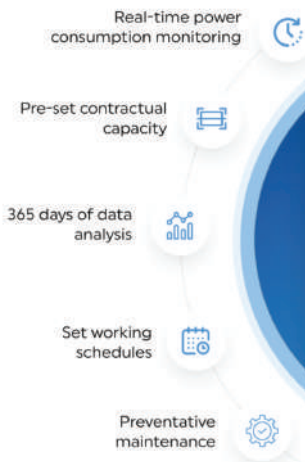 Real-time power
consumption monitoring
Pre-set contractual
capacity
365 days of data
analysis
Set working
schedules
Preventative
maintenance